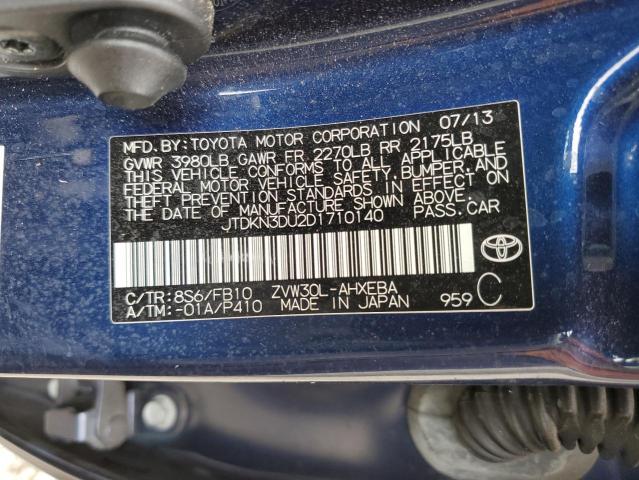 MFD. BY: TOYOTA MOTOR CORPORATION 07/13
GVWR 3980LB GAWR FR 2270LB RR 2175LB
THIS VEHICLE CONFORMS TO ALL APPLICABLE
FEDERAL MOTOR VEHICLE SAFETY, BUMPER, AND
THEFT PREVENTION STANDARDS IN EFFECT ON
THE DATE OF MANUFACTURE SHOWN ABOVE.
JTDKN3DU2D1710140 PASS.CAR
C/TR: 8S6/FB10 ZVW30L-AHXEBA
A/TM: -01A/P410 MADE IN JAPAN 959 C